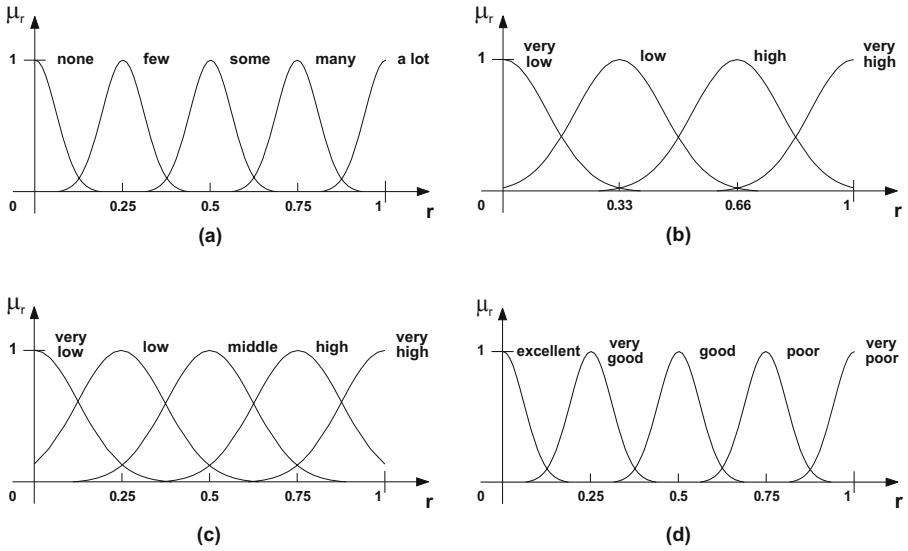 μr
1
none
few
some
many
a lot
0
0.25
0.5
0.75
1
r
(a)
μr
1
very
low
low
high
very
high
0
0.33
0.66
1
r
(b)
μr
1
very
low
low
middle
high
very
high
0
0.25
0.5
0.75
1
r
(c)
μr
1
excellent
very
good
good
poor
very
poor
0
0.25
0.5
0.75
1
r
(d)